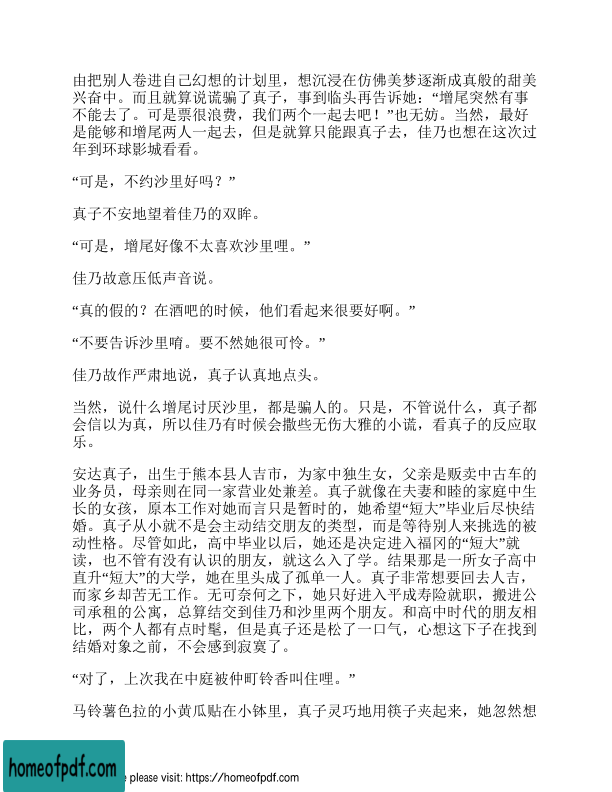 由把别人卷进自己幻想的计划里，想沉浸在仿佛美梦逐渐成真般的甜美
兴奋中。而且就算说谎骗了真子，事到临头再告诉她：“增尾突然有事
不能去了。可是票很浪费，我们两个一起去吧！”也无妨。当然，最好
是能够和增尾两人一起去，但是就算只能跟真子去，佳乃也想在这次过
年到环球影城看看。
“可是，不约沙里好吗？”
真子不安地望着佳乃的双眸。
“可是，增尾好像不太喜欢沙里哩。”
佳乃故意压低声音说。
“真的假的？在酒吧的时候，他们看起来很要好啊。”
“不要告诉沙里唷。要不然她很可怜。”
佳乃故作严肃地说，真子认真地点头。
当然，说什么增尾讨厌沙里，都是骗人的。只是，不管说什么，真子都
会信以为真，所以佳乃有时候会撒些无伤大雅的小谎，看真子的反应取
乐。
安达真子，出生于熊本县人吉市，为家中独生女，父亲是贩卖中古车的
业务员，母亲则在同一家营业处兼差。真子就像在夫妻和睦的家庭中生
长的女孩，原本工作对她而言只是暂时的，她希望“短大”毕业后尽快结
婚。真子从小就不是会主动结交朋友的类型，而是等待别人来挑选的被
动性格。尽管如此，高中毕业以后，她还是决定进入福冈的“短大”就
读，也不管有没有认识的朋友，就这么入了学。结果那是一所女子高中
直升“短大”的大学，她在里头成了孤单一人。真子非常想要回去人吉，
而家乡却苦无工作。无可奈何之下，她只好进入平成寿险就职，搬进公
司承租的公寓，总算结交到佳乃和沙里两个朋友。和高中时代的朋友相
比，两个人都有点时髦，但是真子还是松了一口气，心想这下子在找到
结婚对象之前，不会感到寂寞了。
“对了，上次我在中庭被仲町铃香叫住哩。”
马铃薯色拉的小黄瓜贴在小钵里，真子灵巧地用筷子夹起来，她忽然想
homeofpdf.com
please visit: https://homeofpdf.com